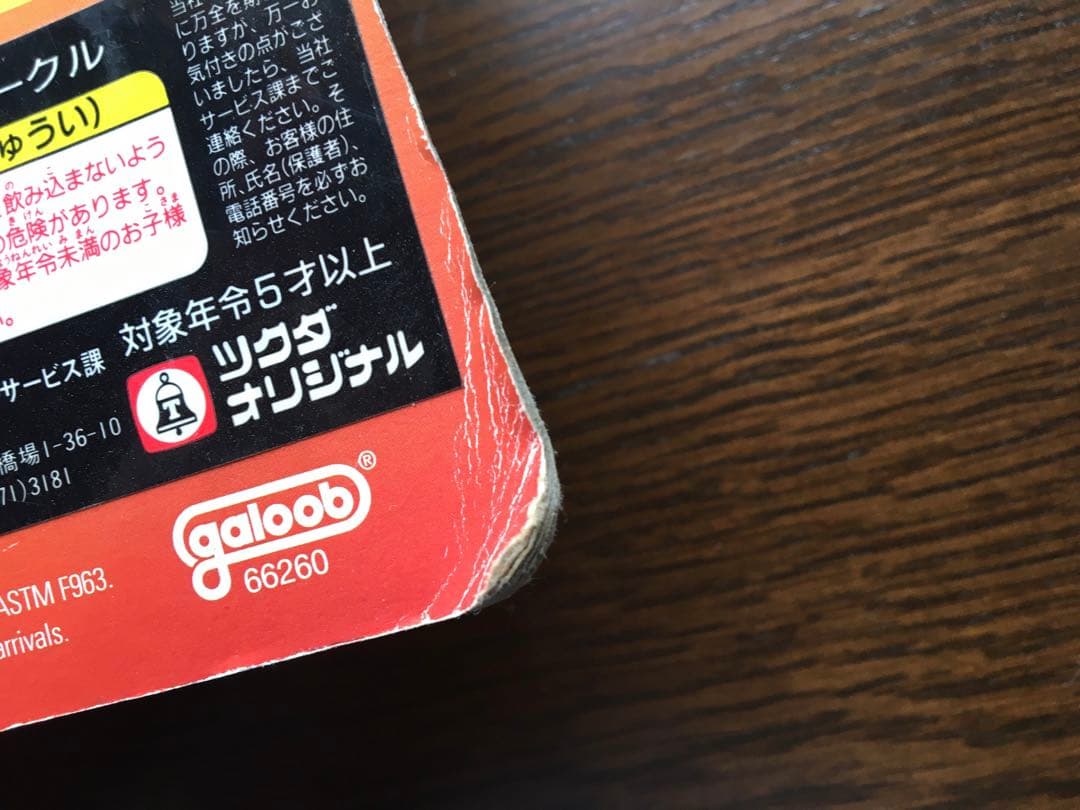 当社
に万全を期
りますが、万一お
気付きの点がござ
いましたら、当社
サービス課までご
連絡ください。そ
の際、お客様の住
所、氏名(保護者)、
電話番号を必ずお
知らせください。
ークル
ゅうい)
飲み込まないよう
の危険があります。
象年令未満のお子様
い。
対象年令5才以上
サービス課
ツクダ
オリジナル
T
橋場1-36-10
71)3181
galoob®
66260
ASTM F963.
arrivals.